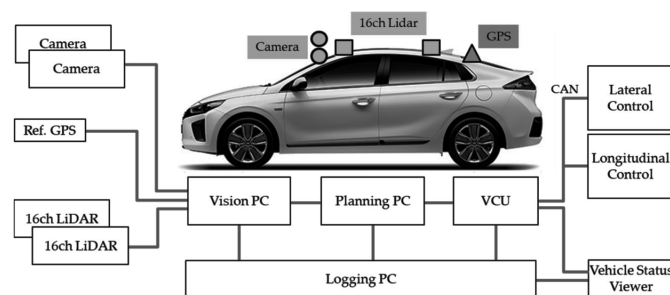 16ch Lidar
Camera
GPS
Camera
Camera
CAN
Lateral
Control
Ref. GPS
Longitudinal
Control
Vision PC
Planning PC
VCU
16ch LiDAR
16ch LiDAR
Logging PC
Vehicle Status
Viewer